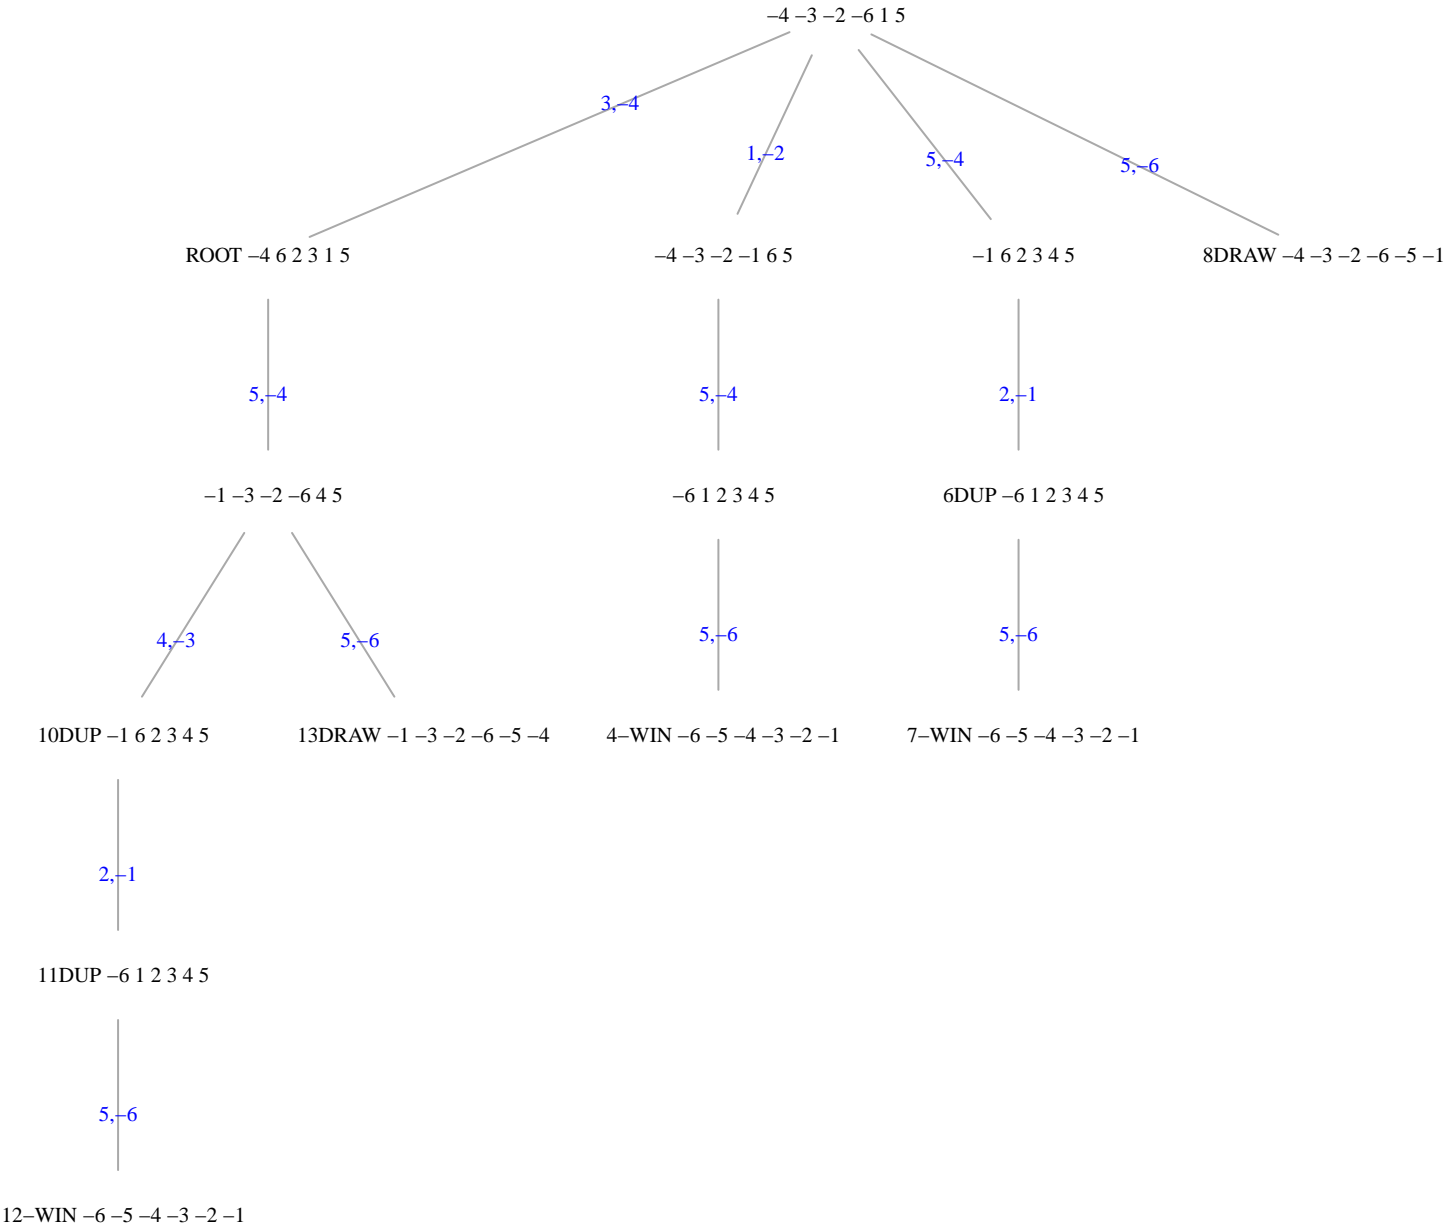 –4 –3 –2 –6 1 5
3,–4
1,–2
5,–4
5,–6
ROOT –4 6 2 3 1 5
–4 –3 –2 –1 6 5
–1 6 2 3 4 5
8DRAW –4 –3 –2 –6 –5 –1
5,–4
5,–4
2,–1
–1 –3 –2 –6 4 5
–6 1 2 3 4 5
6DUP –6 1 2 3 4 5
4,–3
5,–6
5,–6
5,–6
10DUP –1 6 2 3 4 5
13DRAW –1 –3 –2 –6 –5 –4
4–WIN –6 –5 –4 –3 –2 –1
7–WIN –6 –5 –4 –3 –2 –1
2,–1
11DUP –6 1 2 3 4 5
5,–6
12–WIN –6 –5 –4 –3 –2 –1